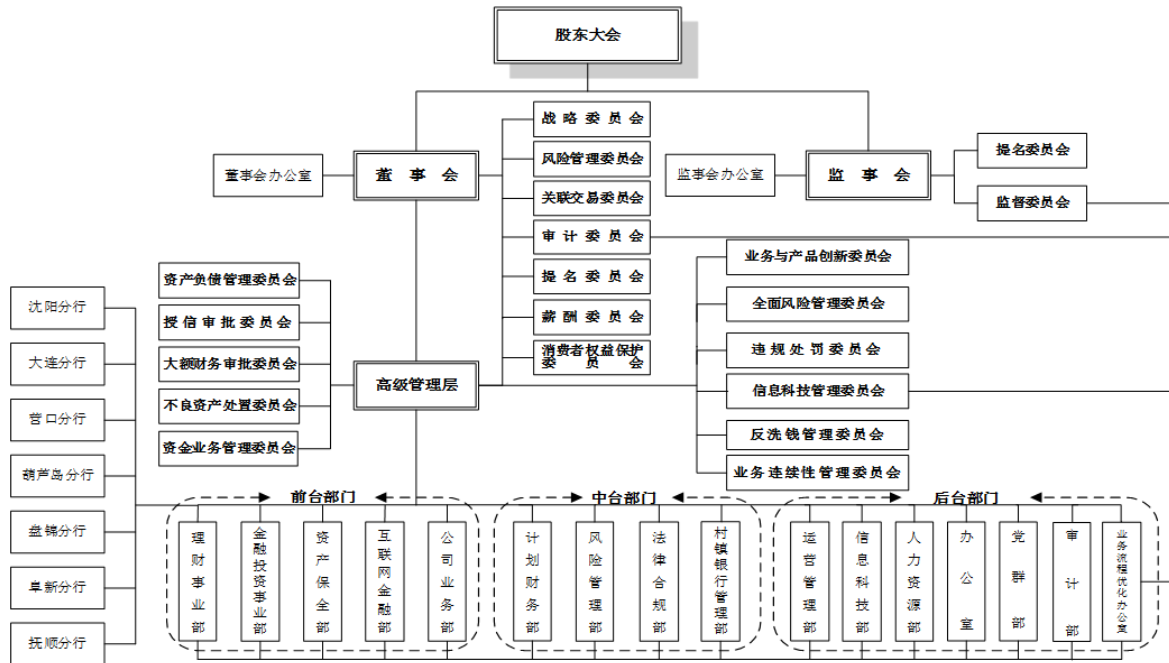 股东大会
战略委员会
风险管理委员会
关联交易委员会
审计委员会
提名委员会
薪酬委员会
消费者权益保护
委员会
董事会办公室
董事会
监事会办公室
监事会
提名委员会
监督委员会
资产负债管理委员会
授信审批委员会
大额财务审批委员会
不良资产处置委员会
资金业务管理委员会
高级管理层
业务与产品创新委员会
全面风险管理委员会
违规处罚委员会
信息科技管理委员会
反洗钱管理委员会
业务连续性管理委员会
沈阳分行
大连分行
营口分行
葫芦岛分行
盘锦分行
阜新分行
抚顺分行
前台部门
理财事业部
金融投资事业部
资产保全部
互联网金融部
公司业务部
中台部门
计划财务部
风险管理部
法律合规部
村镇银行管理部
后台部门
运营管理部
信息科技部
人力资源部
办公室
党群部
审计部
业务流程优化办公室